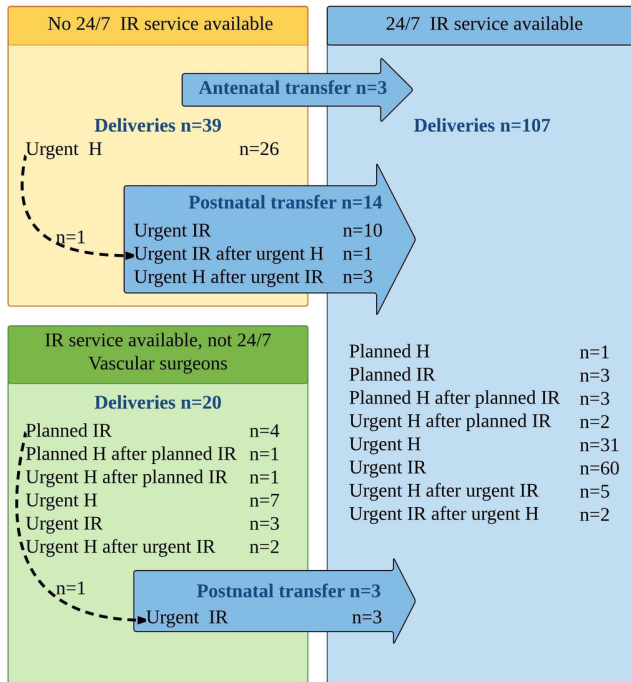 No 24/7 IR service available
Antenatal transfer n=3
Deliveries n=39
Urgent H n=26
n=1
Postnatal transfer n=14
Urgent IR n=10
Urgent IR after urgent H n=1
Urgent H after urgent IR n=3
IR service available, not 24/7
Vascular surgeons
Deliveries n=20
Planned IR n=4
Planned H after planned IR n=1
Urgent H after planned IR n=1
Urgent H n=7
Urgent IR n=3
Urgent H after urgent IR n=2
n=1
Postnatal transfer n=3
Urgent IR n=3
24/7 IR service available
Deliveries n=107
Planned H n=1
Planned IR n=3
Planned H after planned IR n=3
Urgent H after planned IR n=2
Urgent H n=31
Urgent IR n=60
Urgent H after urgent IR n=5
Urgent IR after urgent H n=2